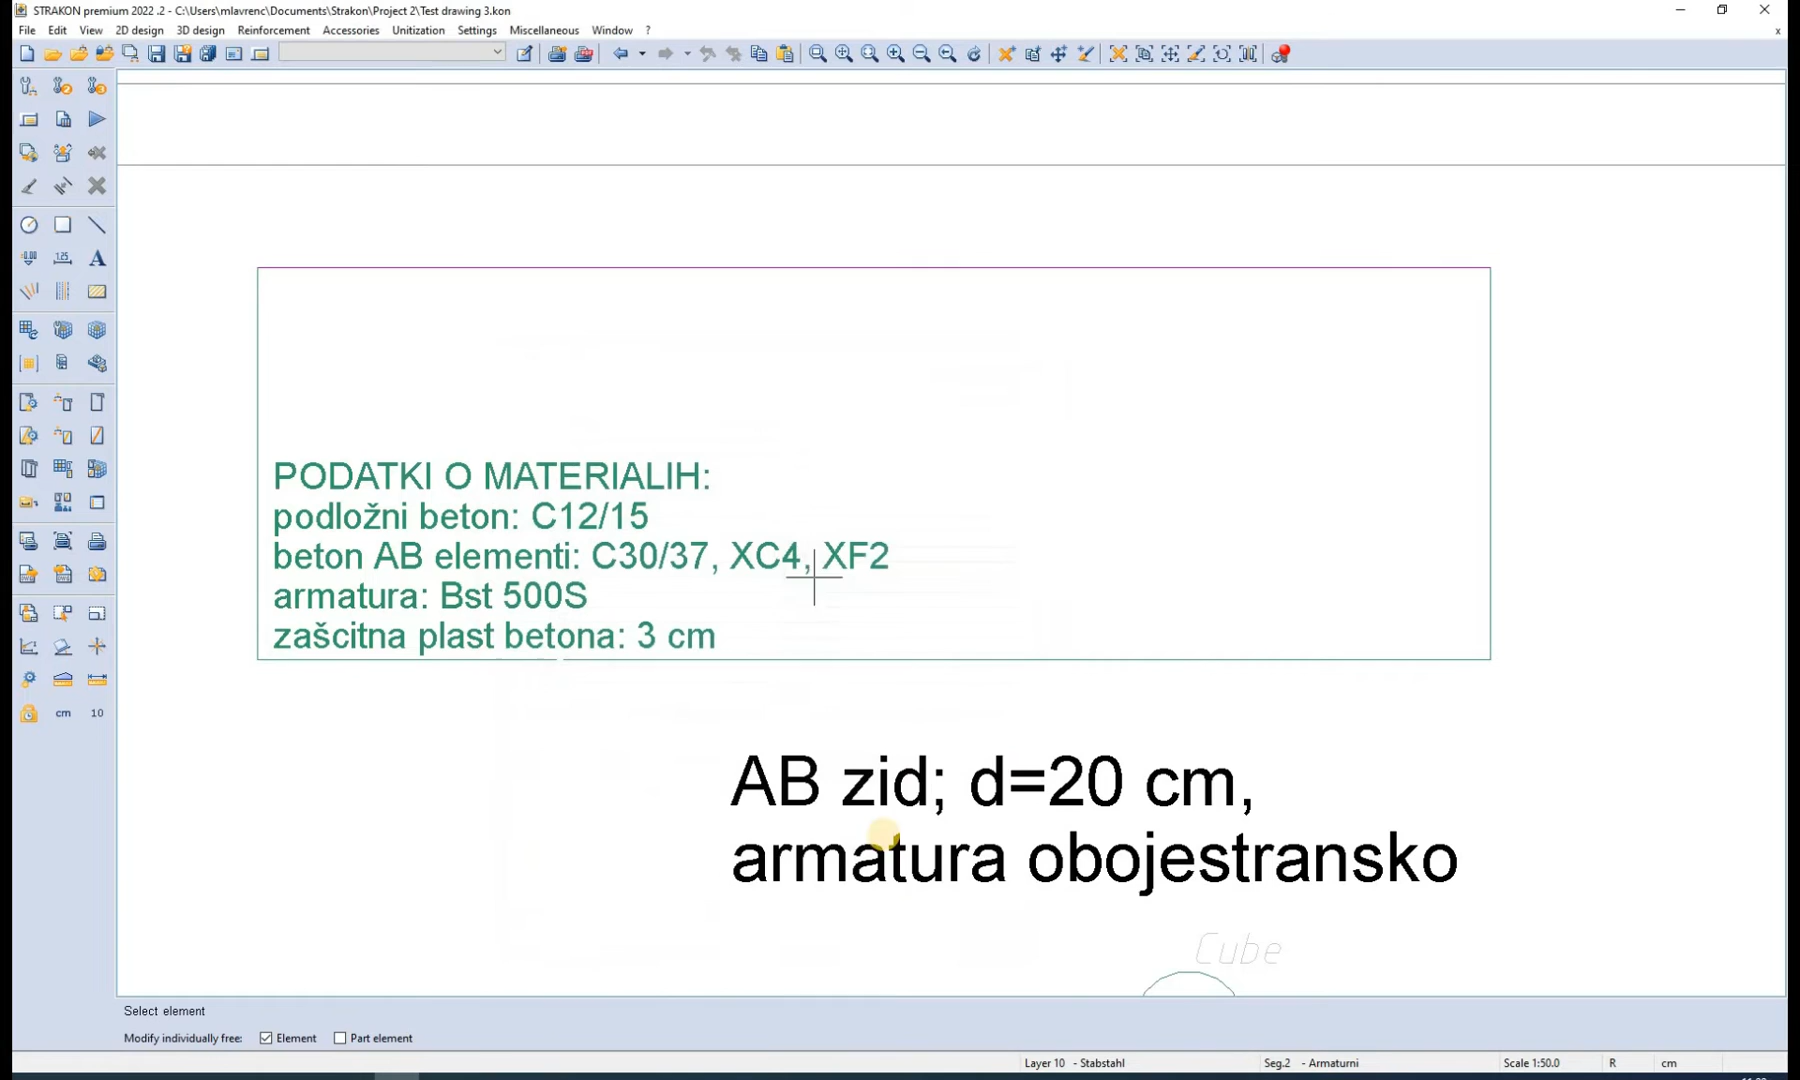 STRAKON premium 2022 .2 - C:\Users\mlavrenc\Documents\Strakon\Project 2\Test drawing 3.kon
File Edit View 2D design 3D design Reinforcement Accessories Unitization Settings Miscellaneous Window ?
PODATKI O MATERIALIH:
podložni beton: C12/15
beton AB elementi: C30/37, XC4, XF2
armatura: Bst 500S
zašcitna plast betona: 3 cm
AB zid; d=20 cm,
armatura obojestransko
Cube
cm 10
Select element
Modify individually free: Element Part element
Layer 10 - Stabstahl Seg.2 - Armaturni Scale 1:50.0 R cm